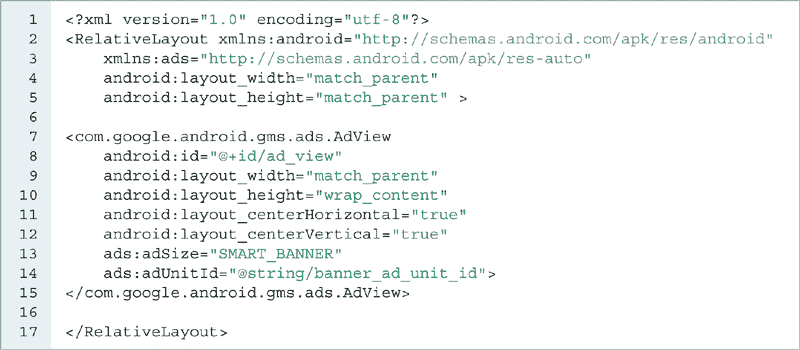 1 <?xml version="1.0" encoding="utf-8"?>
2 <RelativeLayout xmlns:android="http://schemas.android.com/apk/res/android"
3     xmlns:ads="http://schemas.android.com/apk/res-auto"
4     android:layout_width="match_parent"
5     android:layout_height="match_parent" >
6
7 <com.google.android.gms.ads.AdView
8     android:id="@+id/ad_view"
9     android:layout_width="match_parent"
10     android:layout_height="wrap_content"
11     android:layout_centerHorizontal="true"
12     android:layout_centerVertical="true"
13     ads:adSize="SMART_BANNER"
14     ads:adUnitId="@string/banner_ad_unit_id">
15 </com.google.android.gms.ads.AdView>
16
17 </RelativeLayout>